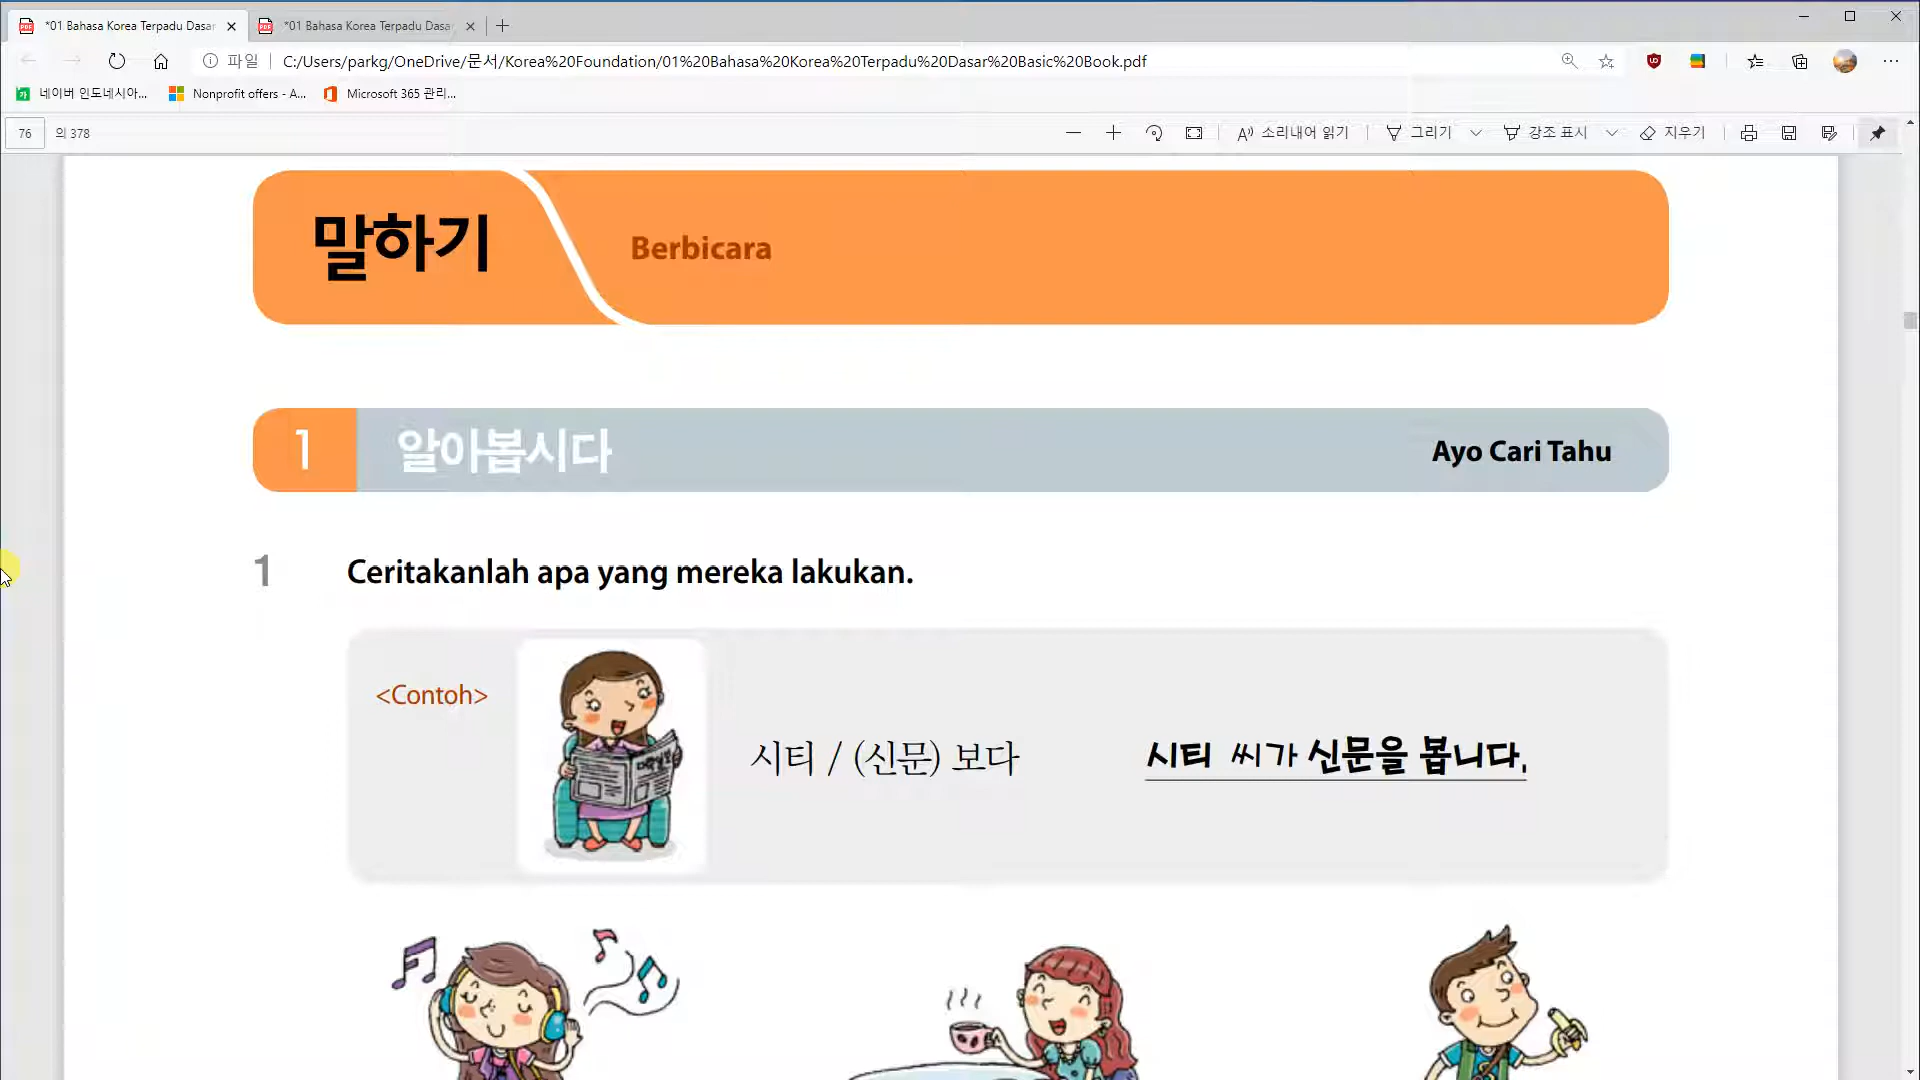 *01 Bahasa Korea Terpadu Dasar
*01 Bahasa Korea Terpadu Dasa
파일
C:/Users/parkg/OneDrive/문서/Korea%20Foundation/01%20Bahasa%20Korea%20Terpadu%20Dasar%20Basic%20Book.pdf
네이버 인도네시아...
Nonprofit offers - A...
Microsoft 365 관리...
76 의 378
소리내어 읽기
그리기
강조 표시
지우기
말하기
Berbicara
1 알아봅시다
Ayo Cari Tahu
1 Ceritakanlah apa yang mereka lakukan.
<Contoh>
시티 / (신문) 보다
시티 씨가 신문을 봅니다.